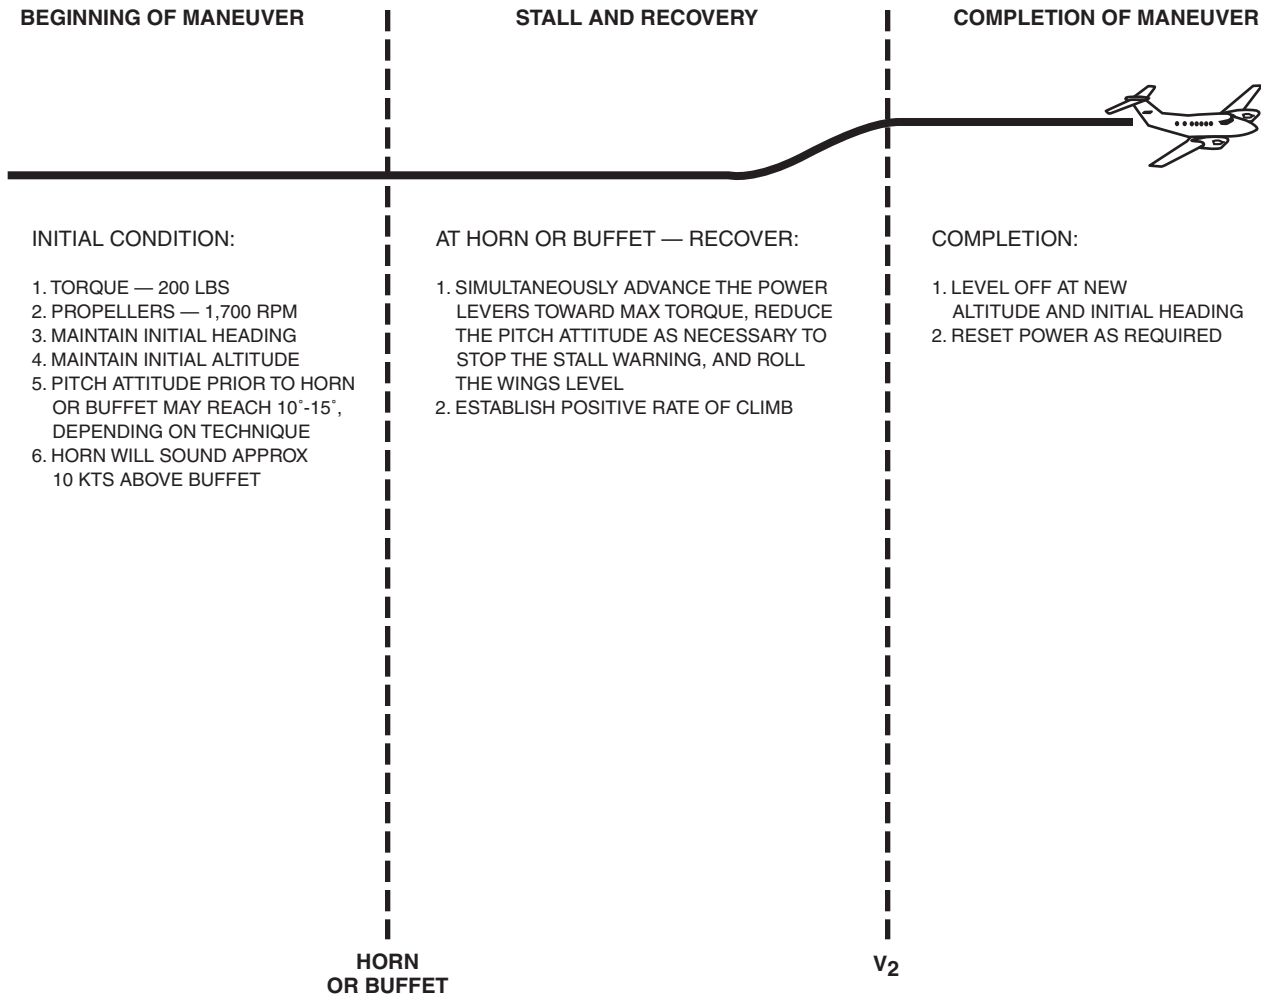 BEGINNING OF MANEUVER
STALL AND RECOVERY
COMPLETION OF MANEUVER
INITIAL CONDITION:
1. TORQUE — 200 LBS
2. PROPELLERS — 1,700 RPM
3. MAINTAIN INITIAL HEADING
4. MAINTAIN INITIAL ALTITUDE
5. PITCH ATTITUDE PRIOR TO HORN
OR BUFFET MAY REACH 10˚-15˚,
DEPENDING ON TECHNIQUE
6. HORN WILL SOUND APPROX
10 KTS ABOVE BUFFET
AT HORN OR BUFFET — RECOVER:
1. SIMULTANEOUSLY ADVANCE THE POWER
LEVERS TOWARD MAX TORQUE, REDUCE
THE PITCH ATTITUDE AS NECESSARY TO
STOP THE STALL WARNING, AND ROLL
THE WINGS LEVEL
2. ESTABLISH POSITIVE RATE OF CLIMB
COMPLETION:
1. LEVEL OFF AT NEW
ALTITUDE AND INITIAL HEADING
2. RESET POWER AS REQUIRED
HORN
OR BUFFET
V2